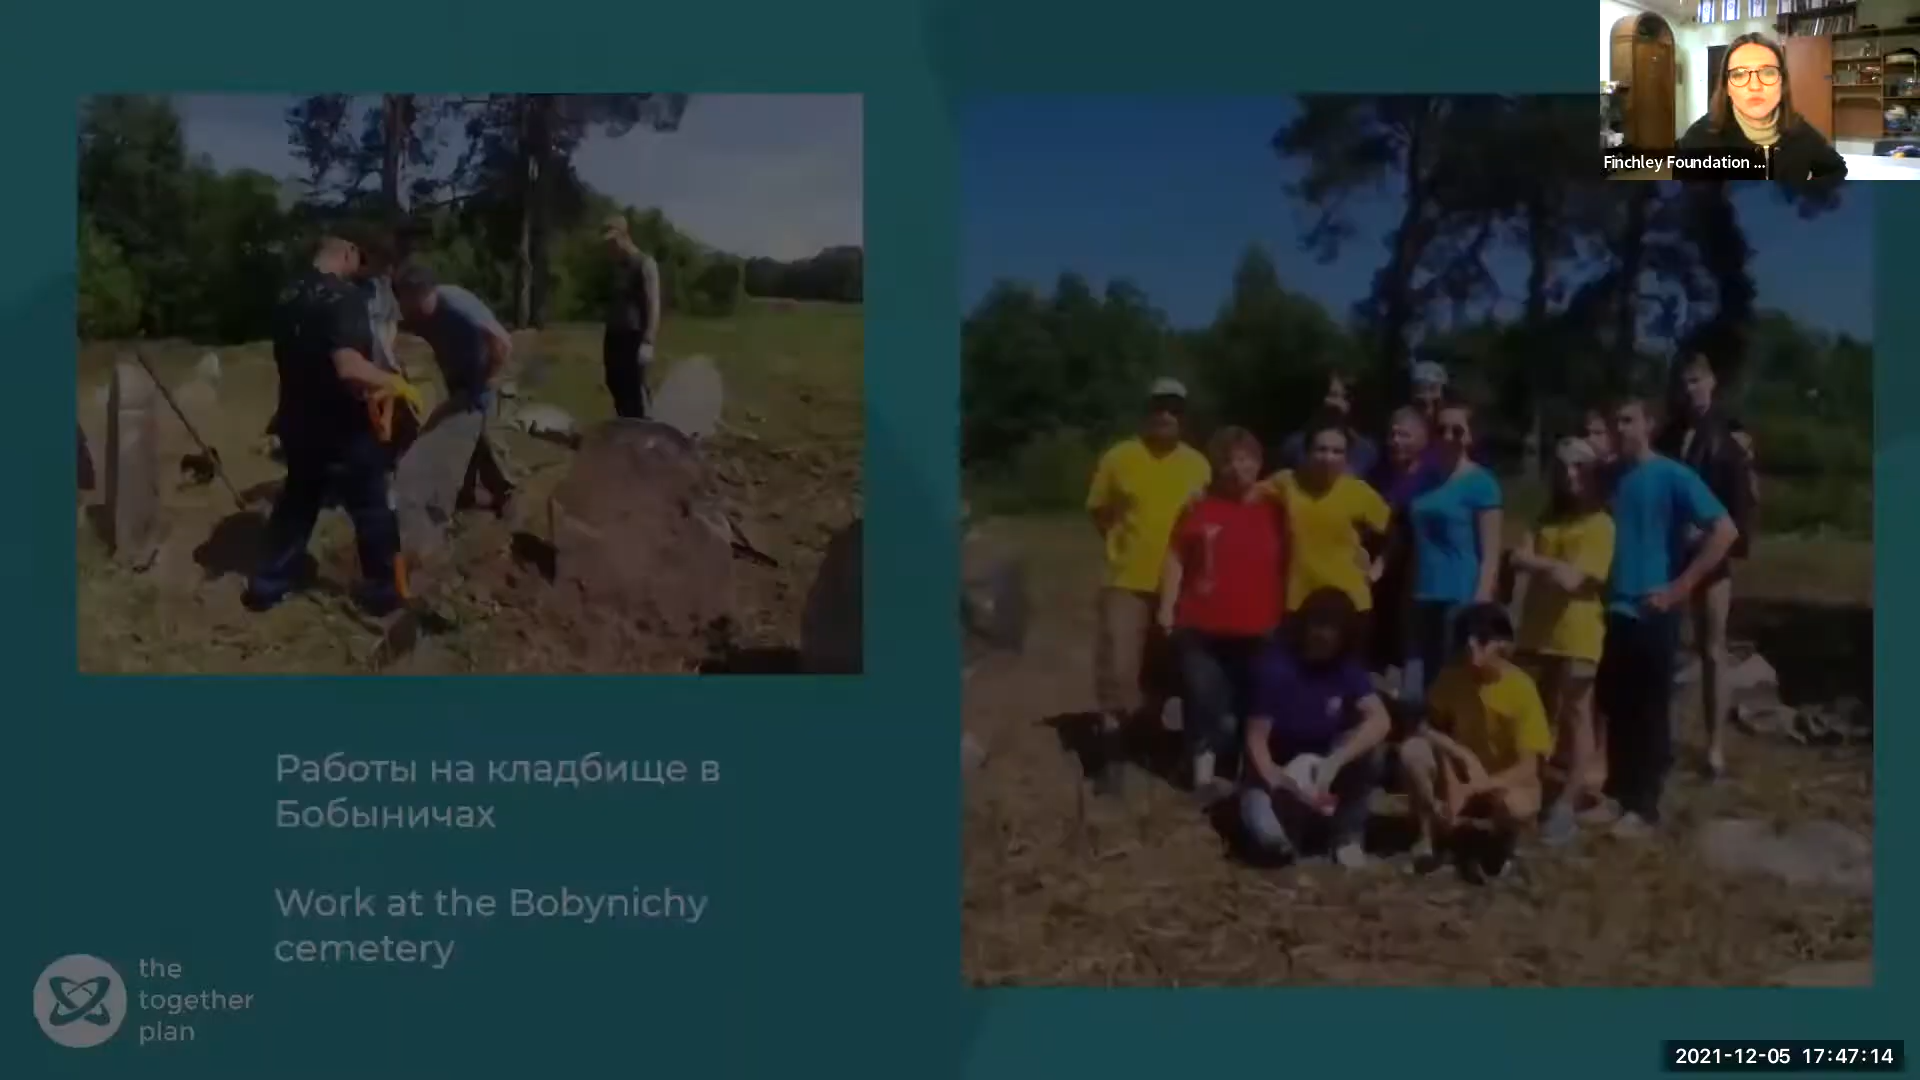 Finchley Foundation ...
Работы на кладбище в
Бобыничах
Work at the Bobynichy
cemetery
the
together
plan
2021-12-05 17:47:14